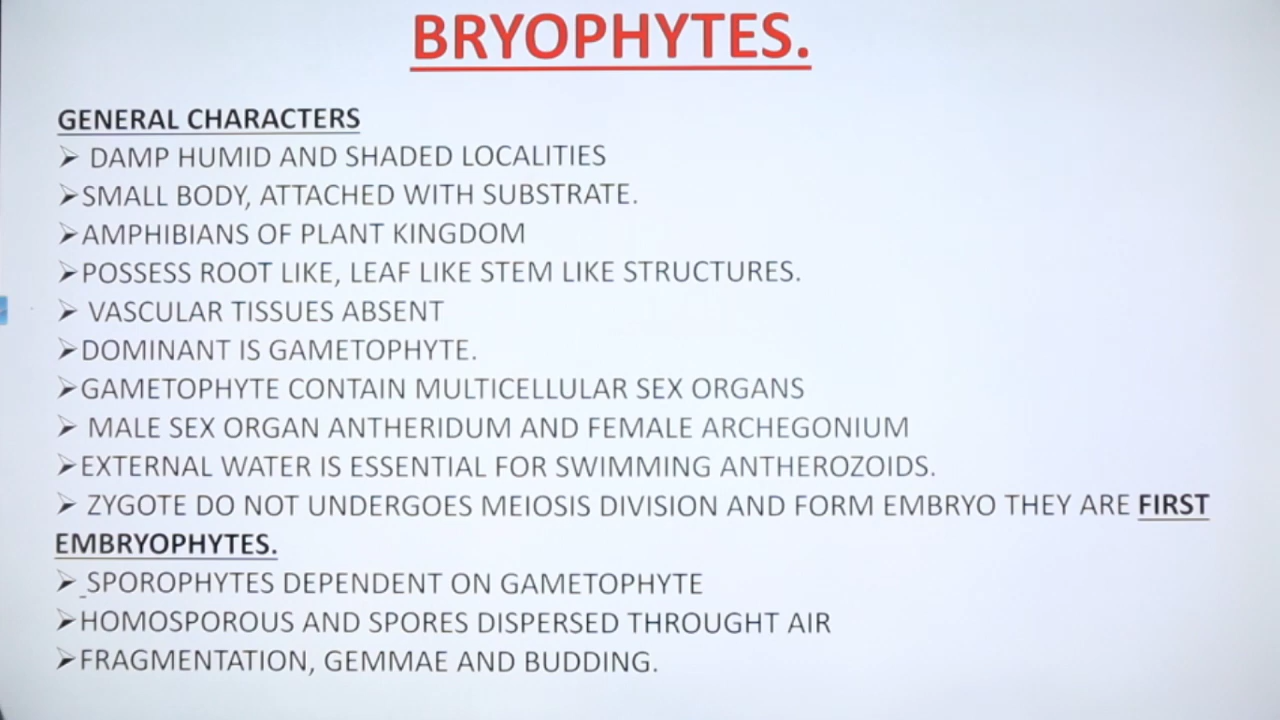 BRYOPHYTES.
GENERAL CHARACTERS
➢ DAMP HUMID AND SHADED LOCALITIES
➢SMALL BODY, ATTACHED WITH SUBSTRATE.
➢AMPHIBIANS OF PLANT KINGDOM
➢POSSESS ROOT LIKE, LEAF LIKE STEM LIKE STRUCTURES.
➢ VASCULAR TISSUES ABSENT
➢DOMINANT IS GAMETOPHYTE.
➢GAMETOPHYTE CONTAIN MULTICELLULAR SEX ORGANS
➢ MALE SEX ORGAN ANTHERIDUM AND FEMALE ARCHEGONIUM
➢EXTERNAL WATER IS ESSENTIAL FOR SWIMMING ANTHEROZOIDS.
➢ ZYGOTE DO NOT UNDERGOES MEIOSIS DIVISION AND FORM EMBRYO THEY ARE FIRST
EMBRYOPHYTES.
➢ SPOROPHYTES DEPENDENT ON GAMETOPHYTE
➢HOMOSPOROUS AND SPORES DISPERSED THROUGHT AIR
➢FRAGMENTATION, GEMMAE AND BUDDING.